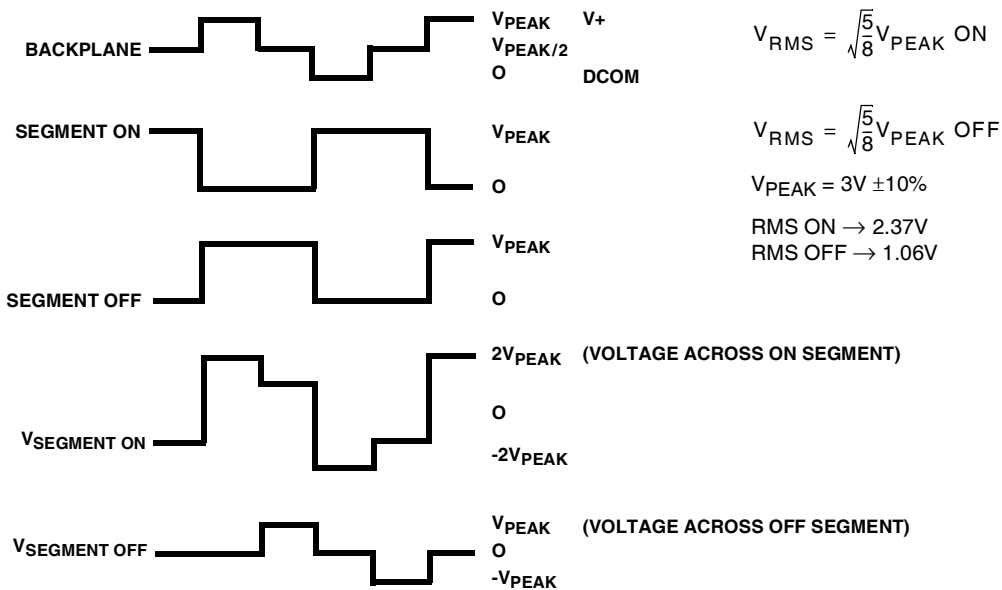 BACKPLANE
VPEAK V+
VPEAK/2
O DCOM
VRMS = √5/8 VPEAK ON
SEGMENT ON
VPEAK
O
VRMS = √5/8 VPEAK OFF
VPEAK = 3V ±10%
RMS ON → 2.37V
RMS OFF → 1.06V
SEGMENT OFF
VPEAK
O
VSEGMENT ON
2VPEAK (VOLTAGE ACROSS ON SEGMENT)
O
-2VPEAK
VSEGMENT OFF
VPEAK (VOLTAGE ACROSS OFF SEGMENT)
O
-VPEAK